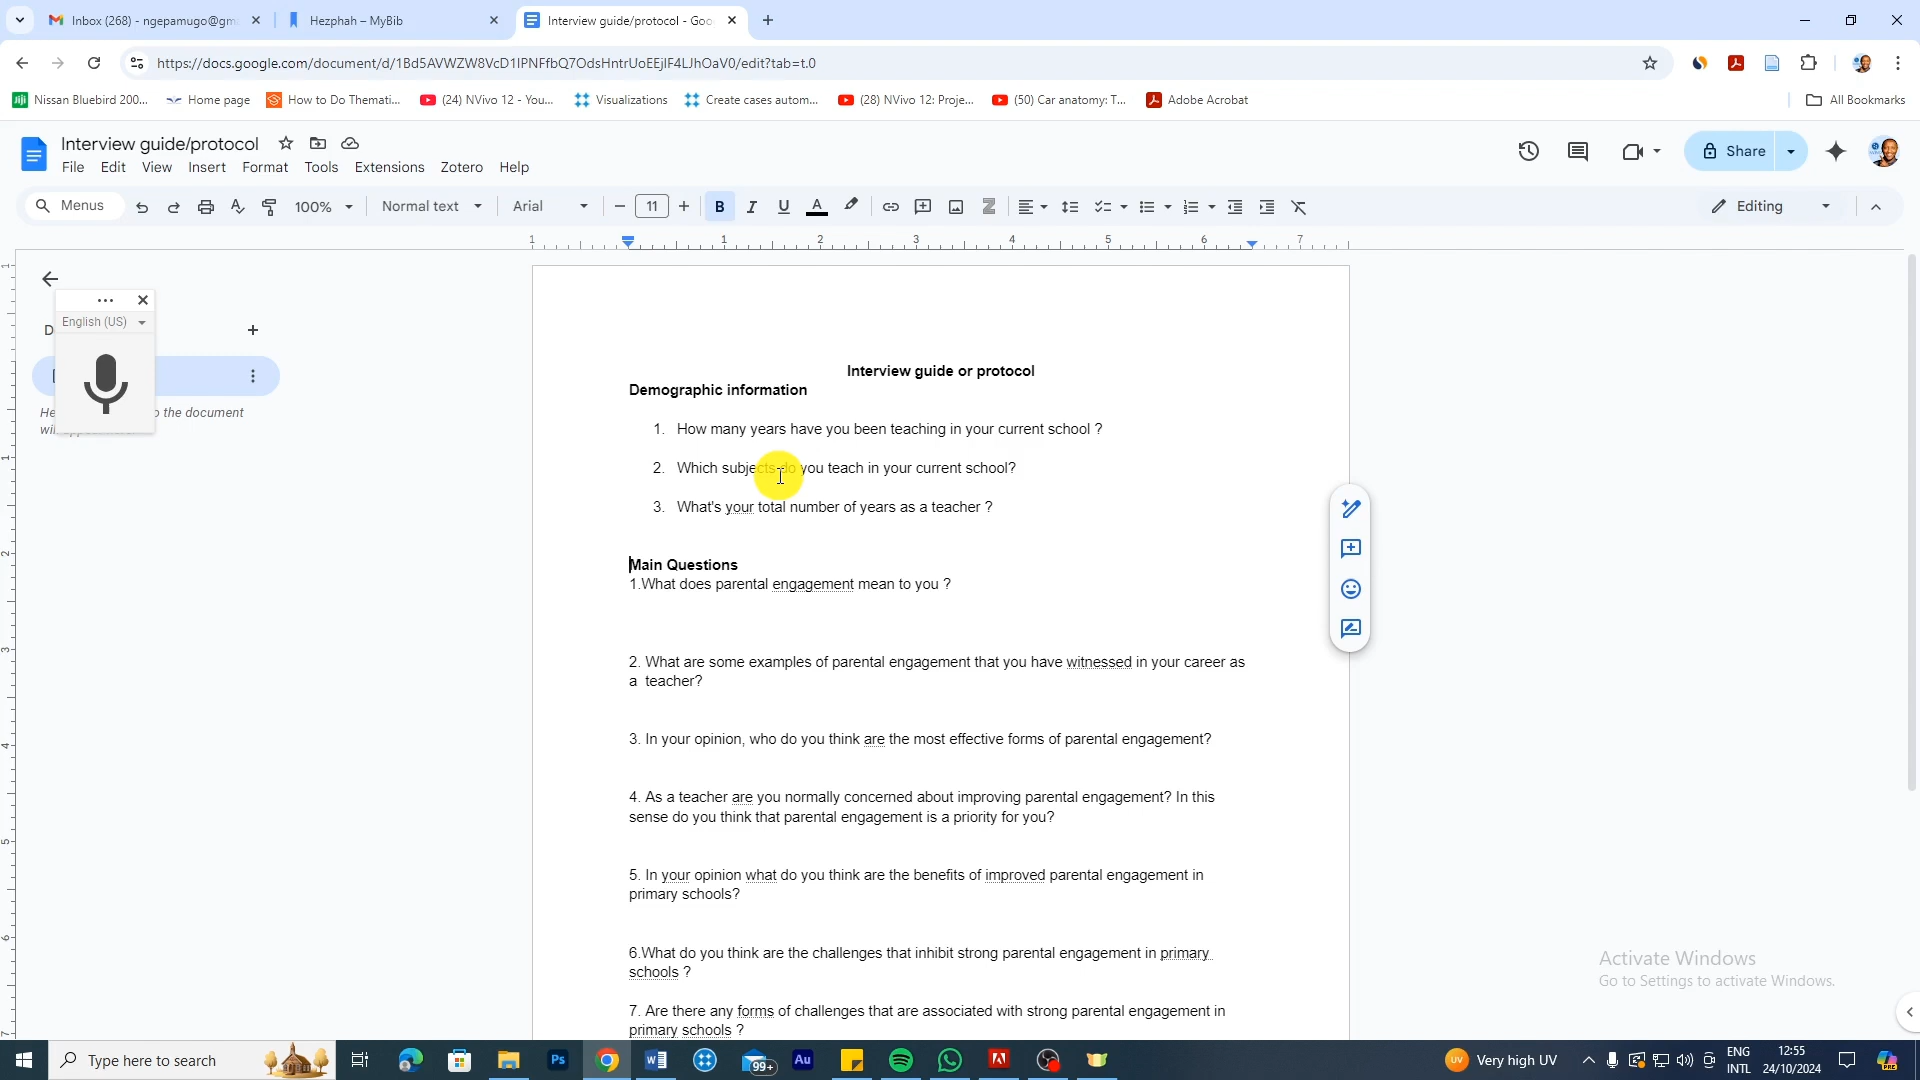 Inbox (268) - ngepamugo@gm
Hezphah – MyBib
Interview guide/protocol - Goo
https://docs.google.com/document/d/1Bd5AVWZW8VcD1IPNFfbQ7OdsHntrUoEEjIF4LJhOaV0/edit?tab=t.0
Nissan Bluebird 200...
Home page
How to Do Themati...
(24) NVivo 12 - You...
Visualizations
Create cases autom...
(28) NVivo 12: Proje...
(50) Car anatomy: T...
Adobe Acrobat
All Bookmarks
Interview guide/protocol
File Edit View Insert Format Tools Extensions Zotero Help
Share
Menus
100%
Normal text
Arial
11
Editing
1 1 2 3 4 5 6 7
English (US)
the document
Interview guide or protocol
Demographic information
1. How many years have you been teaching in your current school ?
2. Which subjects do you teach in your current school?
3. What's your total number of years as a teacher ?
Main Questions
1.What does parental engagement mean to you ?
2. What are some examples of parental engagement that you have witnessed in your career as
a teacher?
3. In your opinion, who do you think are the most effective forms of parental engagement?
4. As a teacher are you normally concerned about improving parental engagement? In this
sense do you think that parental engagement is a priority for you?
5. In your opinion what do you think are the benefits of improved parental engagement in
primary schools?
6.What do you think are the challenges that inhibit strong parental engagement in primary
schools ?
7. Are there any forms of challenges that are associated with strong parental engagement in
primary schools ?
Activate Windows
Go to Settings to activate Windows.
Type here to search
Ps
99+
Au
UV
Very high UV
ENG
INTL
12:55
24/10/2024